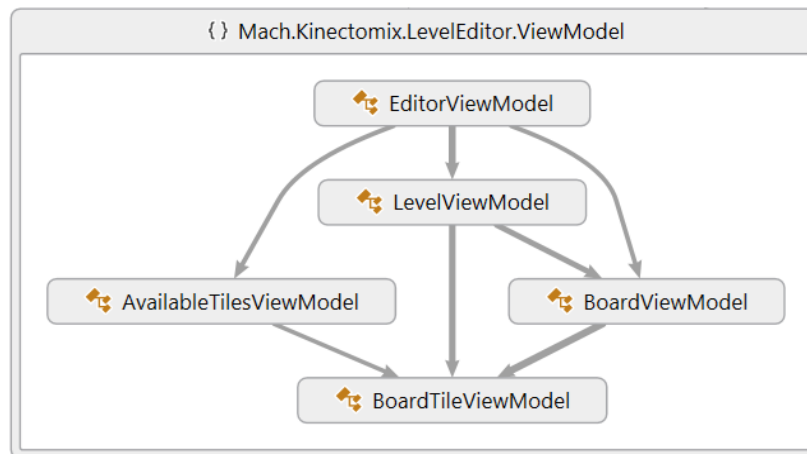 { } Mach.Kinectomix.LevelEditor.ViewModel
EditorViewModel
LevelViewModel
AvailableTilesViewModel
BoardViewModel
BoardTileViewModel